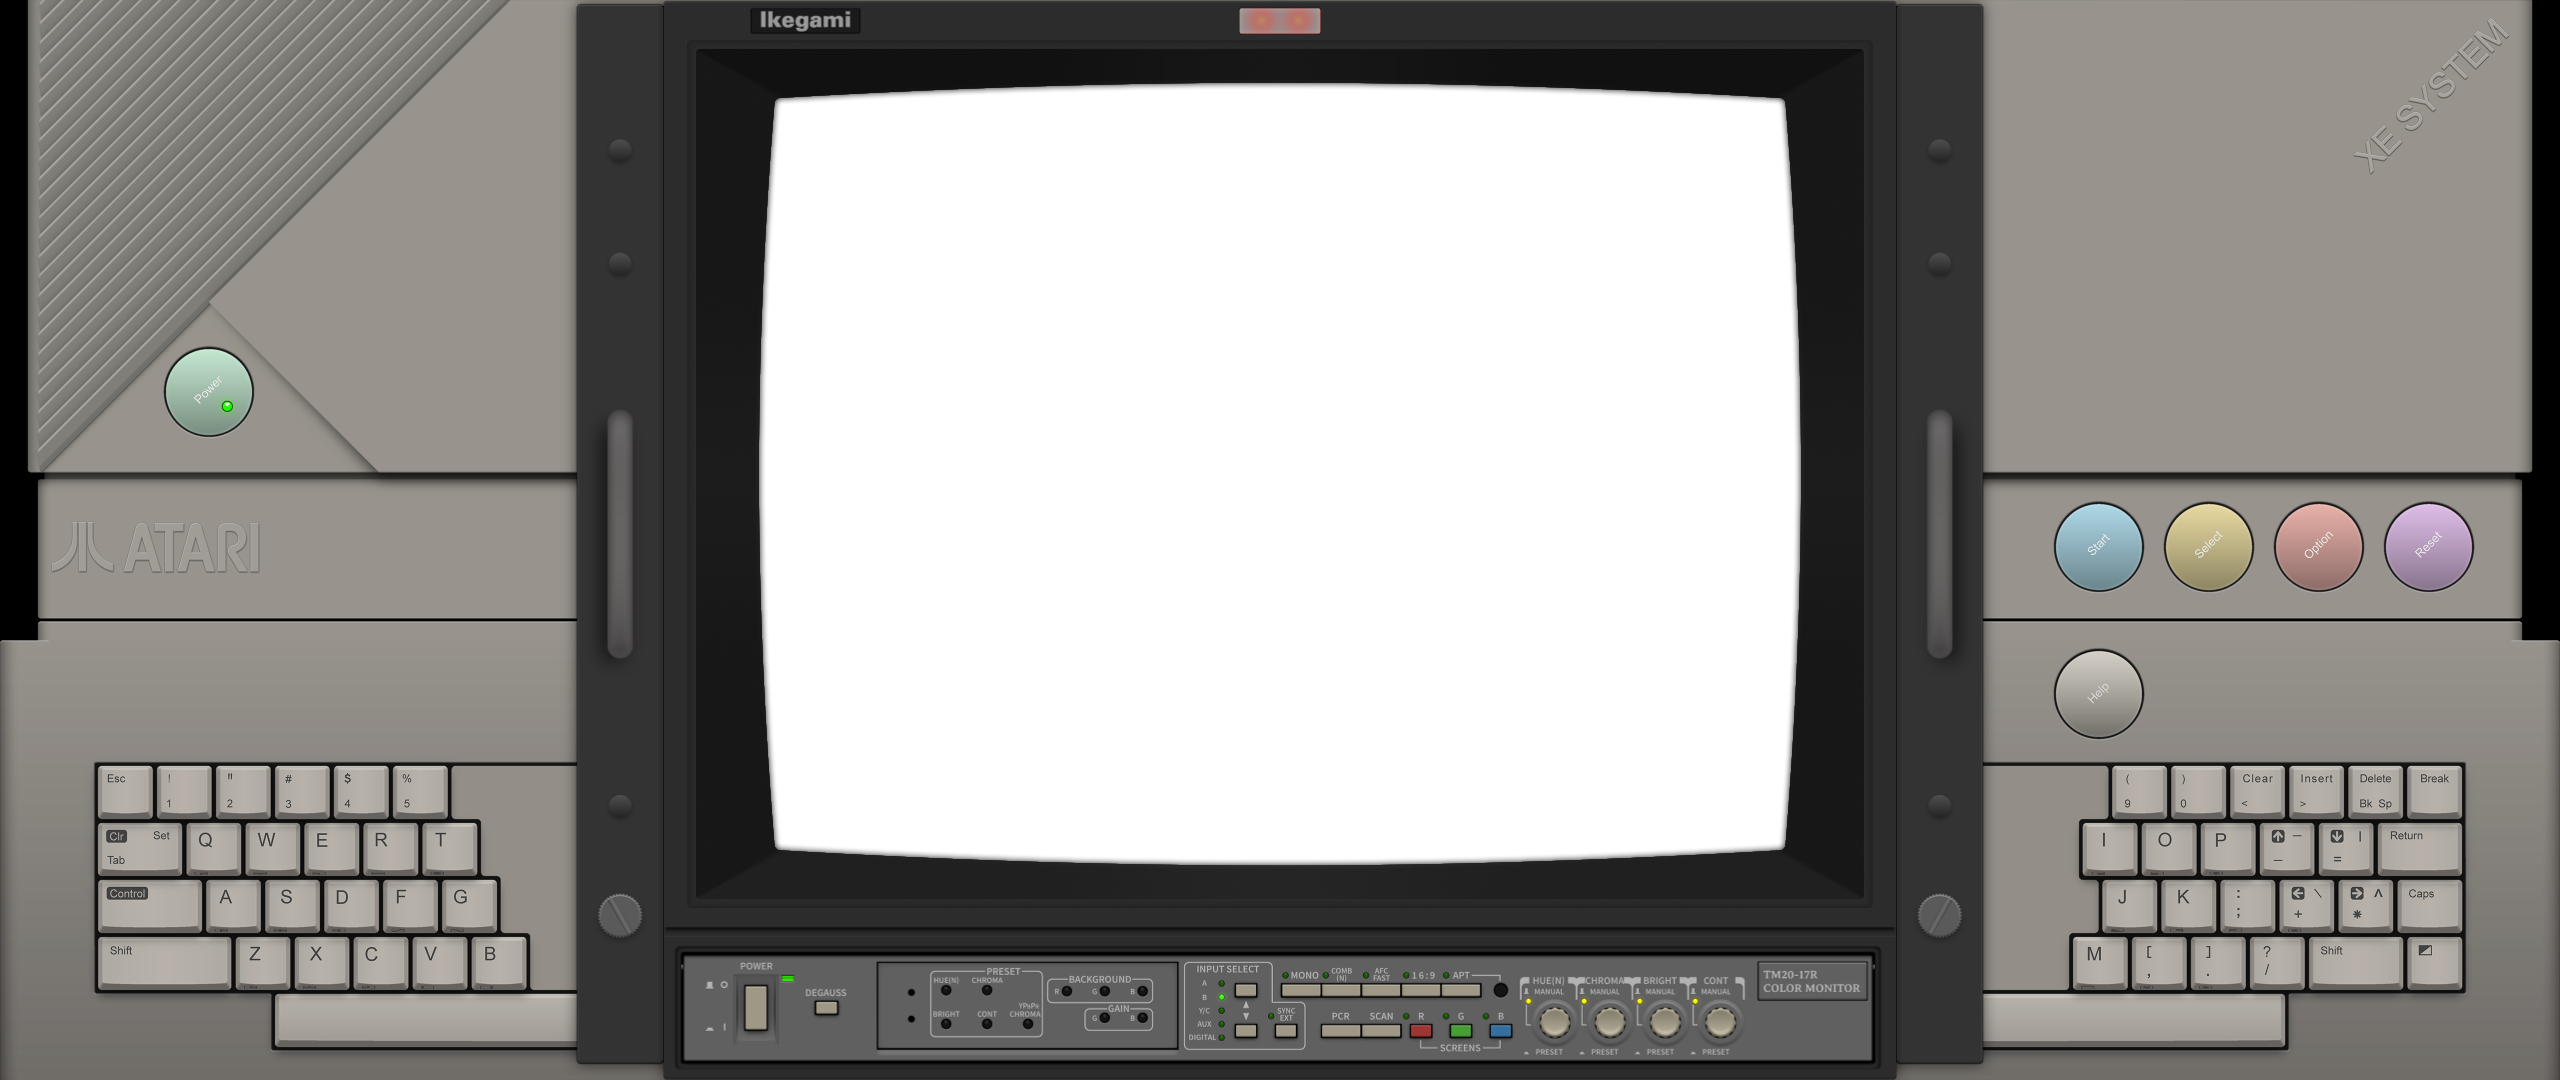 Ikegami
XE SYSTEM
Power
ATARI
Start
Select
Option
Reset
Help
Esc
!
1
"
2
#
3
$
4
%
5
(
9
)
0
Clear
<
Insert
>
Delete
Bk Sp
Break
Clr Set
Tab
Q
W
E
R
T
I
O
P
–
_
|
=
Return
Control
A
S
D
F
G
J
K
:
;
\
+
^
*
Caps
Shift
Z
X
C
V
B
M
[
,
]
.
?
/
Shift
POWER
DEGAUSS
PRESET
HUE(N)
CHROMA
BRIGHT
CONT
YPBPR
CHROMA
BACKGROUND
R
G
B
GAIN
G
B
INPUT SELECT
A
B
Y/C
AUX
DIGITAL
SYNC
EXT
MONO
COMB
(N)
AFC
FAST
16:9
APT
PCR
SCAN
R
G
B
SCREENS
HUE(N)
MANUAL
PRESET
CHROMA
MANUAL
PRESET
BRIGHT
MANUAL
PRESET
CONT
MANUAL
PRESET
TM20-17R
COLOR MONITOR